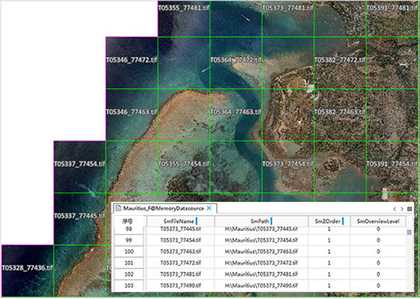 T05355_77481.tif T05373_77481.tif T05391_77481.tif
T05346_77472.tif T05364_77472.tif T05382_77472.tif
T05346_77463.tif T05364_77463.tif T05382_77463.tif
T05337_77454.tif T05355_77454.tif T05373_77454.tif T05391_77454.tif
T05337_77445.tif
T05328_77436.tif
Mauritius_F@MemoryDatasource
序号 SmFileName SmPath SmZOrder SmOverviewLevel
98 T05373_77445.tif H:\Mauritius\T05373_77445.tif 1 0
99 T05373_77454.tif H:\Mauritius\T05373_77454.tif 1 0
100 T05373_77463.tif H:\Mauritius\T05373_77463.tif 1 0
101 T05373_77472.tif H:\Mauritius\T05373_77472.tif 1 0
102 T05373_77481.tif H:\Mauritius\T05373_77481.tif 1 0
103 T05373_77490.tif H:\Mauritius\T05373_77490.tif 1 0